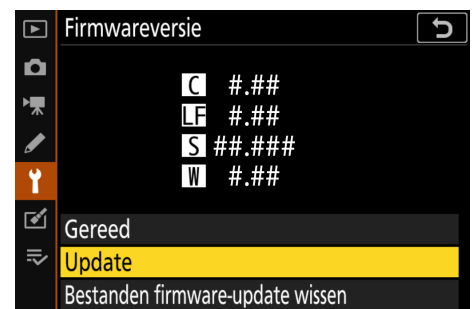 Firmwareversie
C #.##
LF #.##
S ##.###
W #.##
Gereed
Update
Bestanden firmware-update wissen